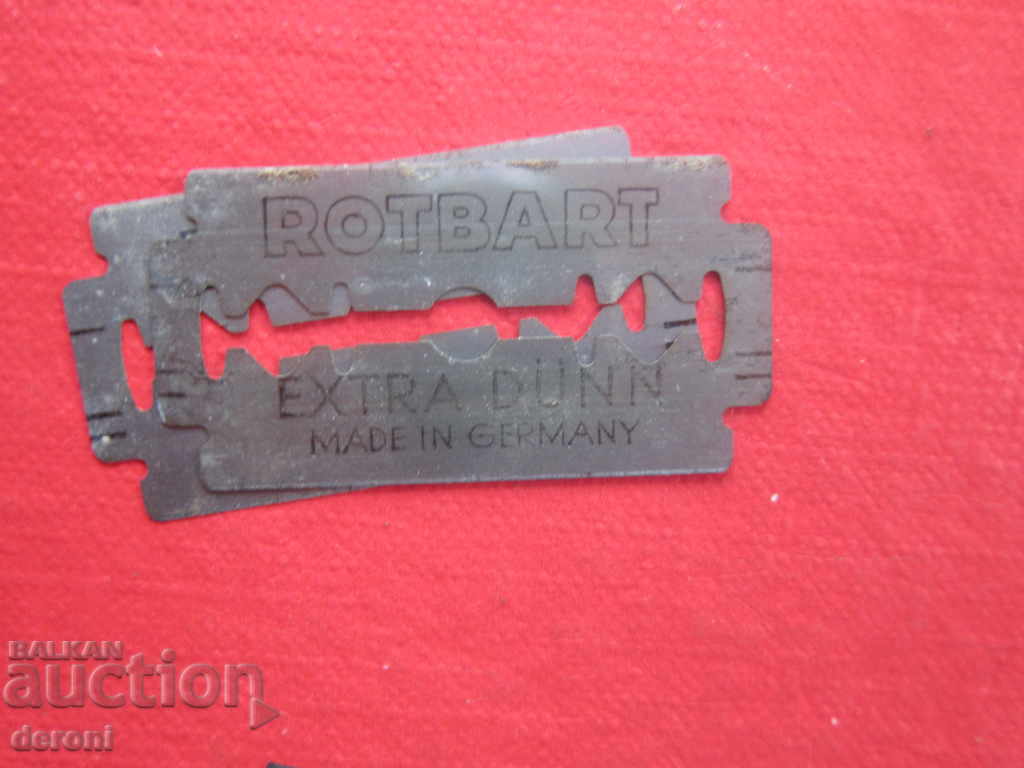 ROTBART
EXTRA DÜNN
MADE IN GERMANY
BALKAN
auction
deroni